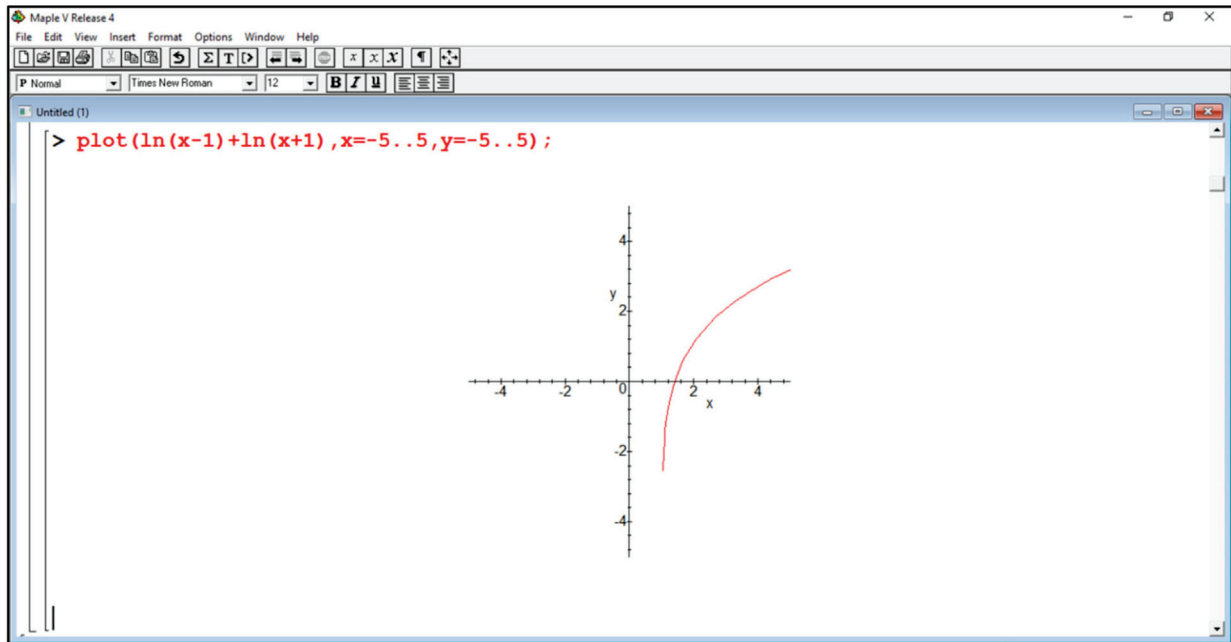 Maple V Release 4
File Edit View Insert Format Options Window Help
Σ T [> x x x ¶
P Normal Times New Roman 12 B I u
Untitled (1)
> plot(ln(x-1)+ln(x+1),x=-5..5,y=-5..5);
4
y
2
-4 -2 0 2 4
x
-2
-4